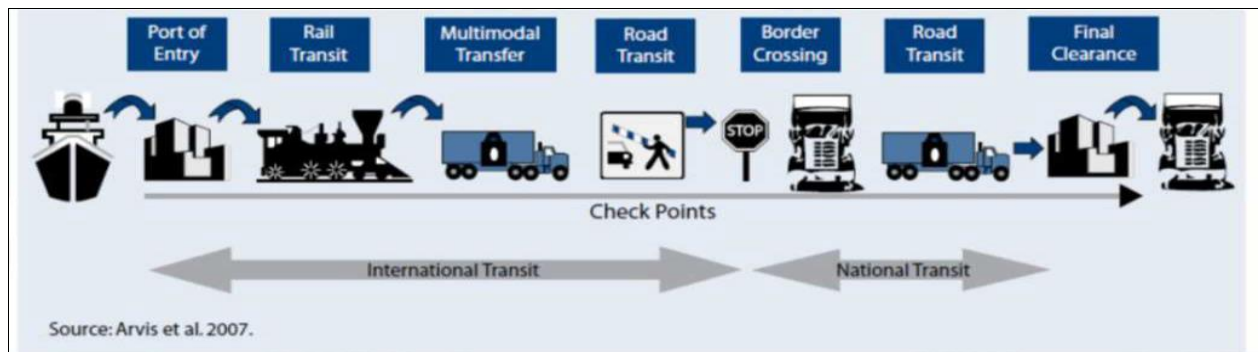 Port of
Entry
Rail
Transit
Multimodal
Transfer
Road
Transit
Border
Crossing
Road
Transit
Final
Clearance
STOP
Check Points
International Transit
National Transit
Source: Arvis et al. 2007.